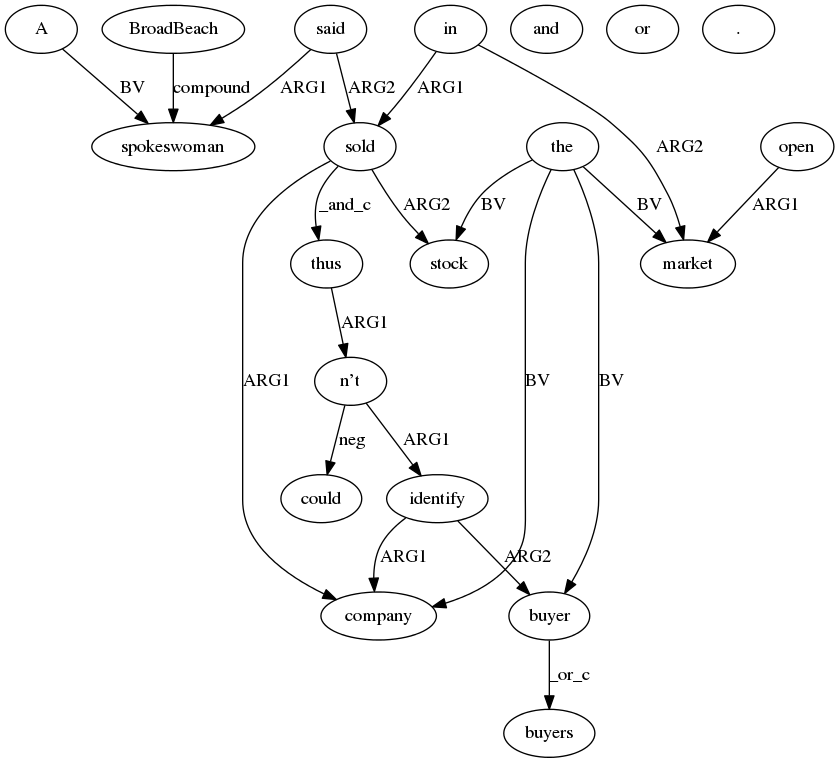 A BroadBeach said in and or .
BV compound ARG1 ARG2 ARG1 ARG2
spokeswoman sold the open
_and_c ARG2 BV BV ARG1
thus stock market
ARG1
ARG1 n't BV BV
neg ARG1
could identify
ARG1 ARG2
company buyer
_or_c
buyers